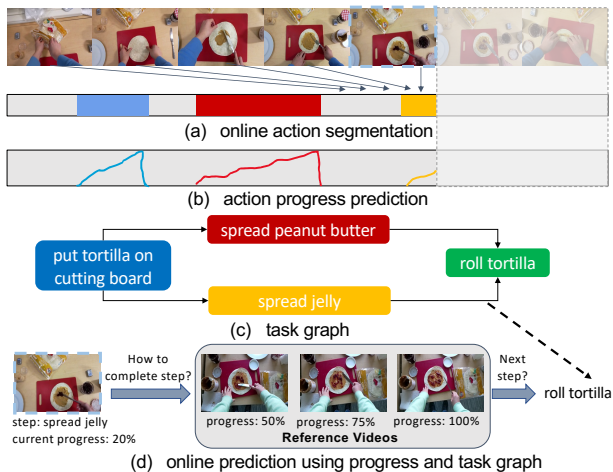 (a) online action segmentation
(b) action progress prediction
put tortilla on
cutting board
spread peanut butter
spread jelly
roll tortilla
(c) task graph
How to
complete step?
Next
step?
step: spread jelly
current progress: 20%
progress: 50%
progress: 75%
progress: 100%
Reference Videos
roll tortilla
(d) online prediction using progress and task graph